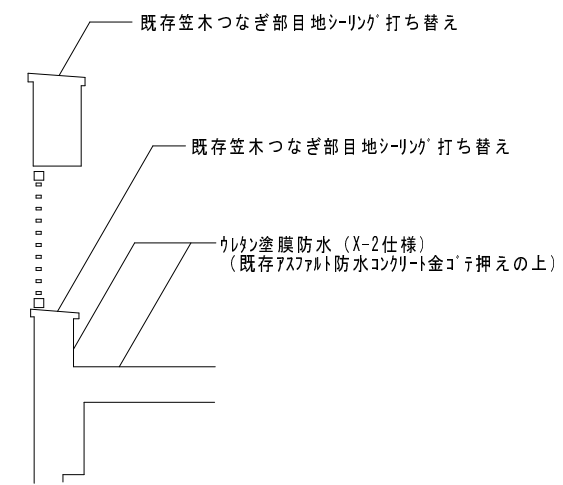 既存笠木つなぎ部目地ｼｰﾘﾝｸﾞ打ち替え
既存笠木つなぎ部目地ｼｰﾘﾝｸﾞ打ち替え
ｳﾚﾀﾝ塗膜防水（X-2仕様）
（既存ｱｽﾌｧﾙﾄ防水ｺﾝｸﾘｰﾄ金ｺﾞﾃ押えの上）